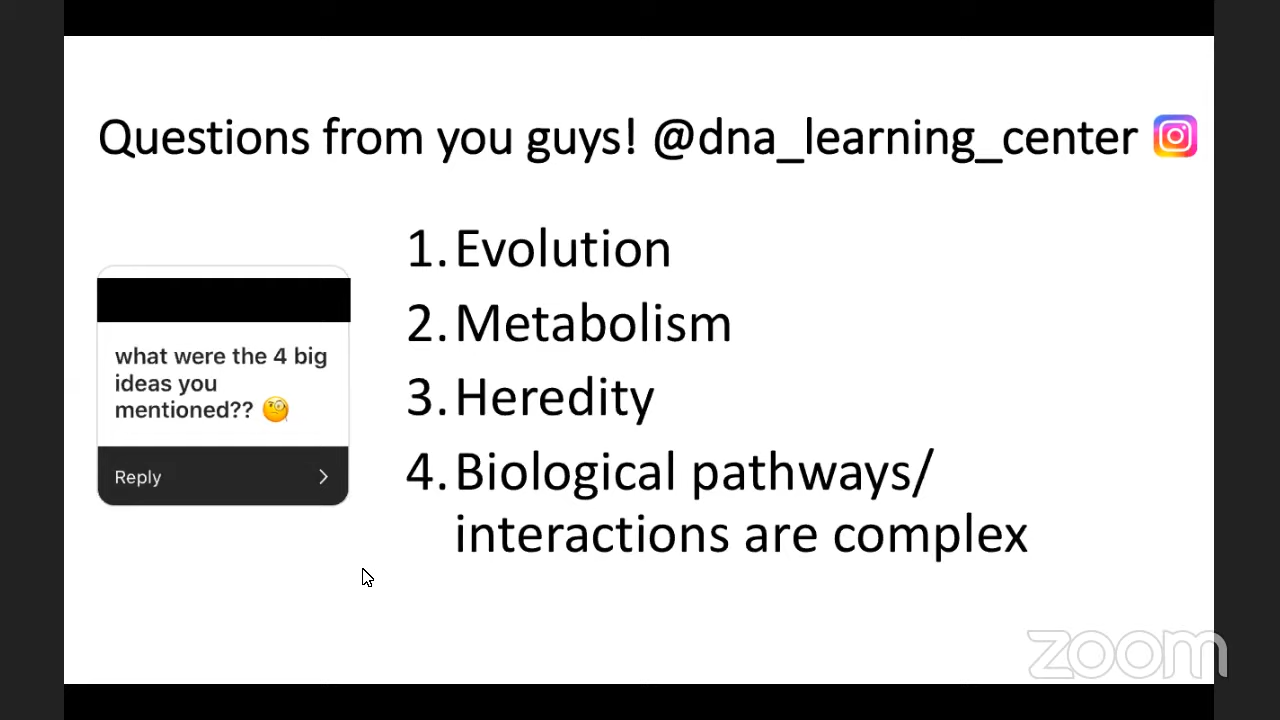 Questions from you guys! @dna_learning_center
what were the 4 big
ideas you
mentioned??
Reply
1. Evolution
2. Metabolism
3. Heredity
4. Biological pathways/
interactions are complex
zoom